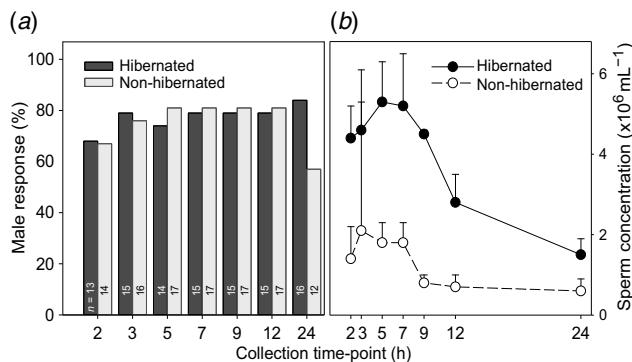 (a)
(b)
100
80
60
40
20
0
Male response (%)
Hibernated
Non-hibernated
n = 13
14
15
16
14
17
15
17
15
17
15
17
16
12
2 3 5 7 9 12 24
Hibernated
Non-hibernated
6
4
2
0
Sperm concentration (x10⁶ mL⁻¹)
2 3 5 7 9 12 24
Collection time-point (h)